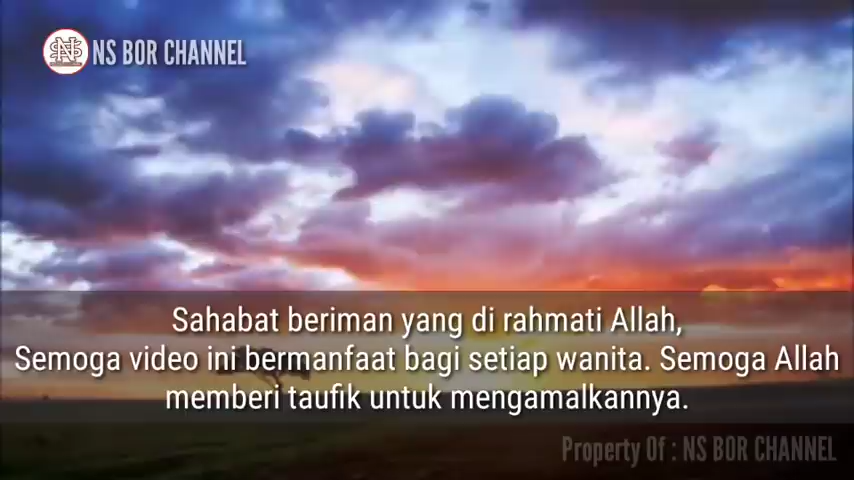 NS BOR CHANNEL
Sahabat beriman yang di rahmati Allah,
Semoga video ini bermanfaat bagi setiap wanita. Semoga Allah
memberi taufik untuk mengamalkannya.
Property Of : NS BOR CHANNEL